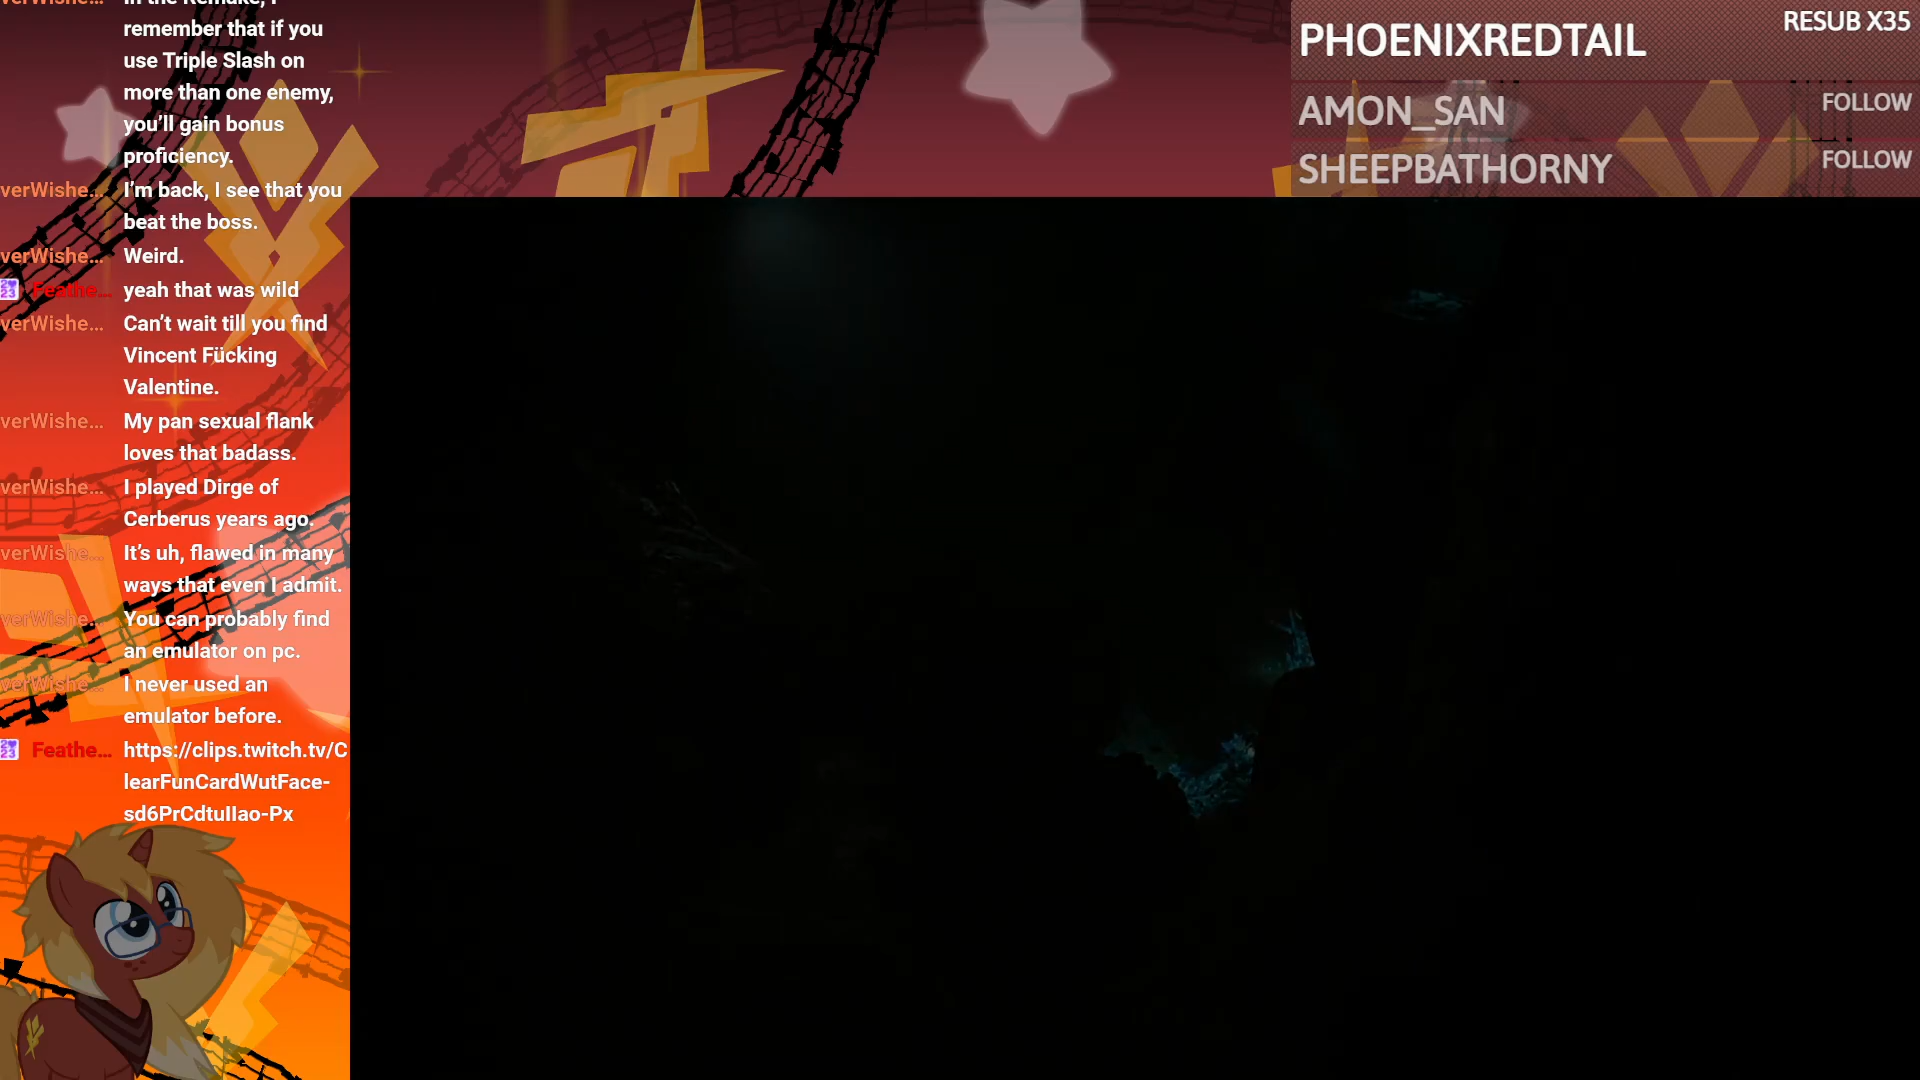 PHOENIXREDTAIL RESUB X35
AMON_SAN FOLLOW
SHEEPBATHORNY FOLLOW
remember that if you
use Triple Slash on
more than one enemy,
you’ll gain bonus
proficiency.
verWishe... I’m back, I see that you
beat the boss.
verWishe... Weird.
Feathe... yeah that was wild
verWishe... Can’t wait till you find
Vincent Fücking
Valentine.
verWishe... My pan sexual flank
loves that badass.
verWishe... I played Dirge of
Cerberus years ago.
verWishe... It’s uh, flawed in many
ways that even I admit.
verWishe... You can probably find
an emulator on pc.
verWishe... I never used an
emulator before.
Feathe... https://clips.twitch.tv/C
learFunCardWutFace-
sd6PrCdtuIIao-Px